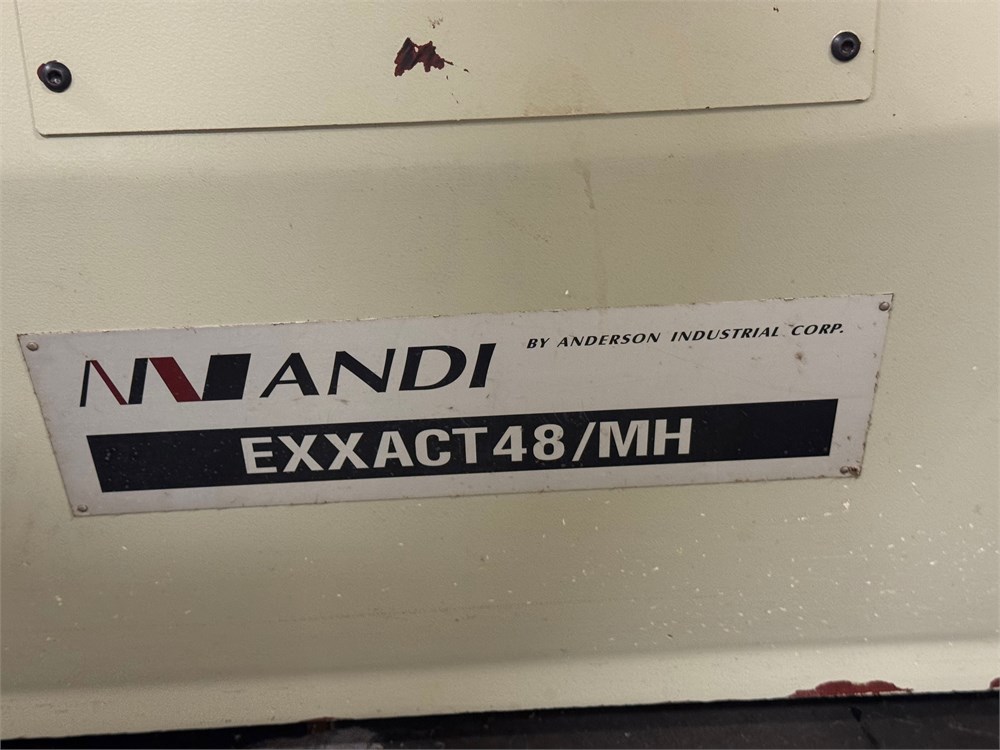 ANDI
BY ANDERSON INDUSTRIAL CORP.
EXXACT48/MH